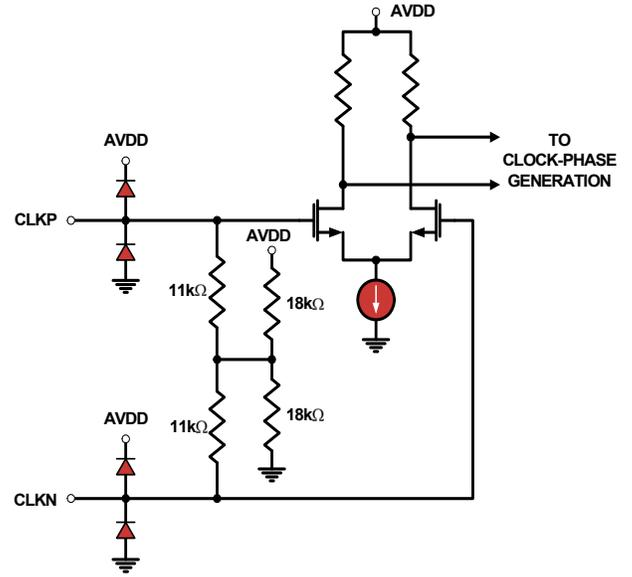 AVDD
AVDD
TO
CLOCK-PHASE
GENERATION
CLKP
AVDD
11kΩ
18kΩ
11kΩ
18kΩ
AVDD
CLKN